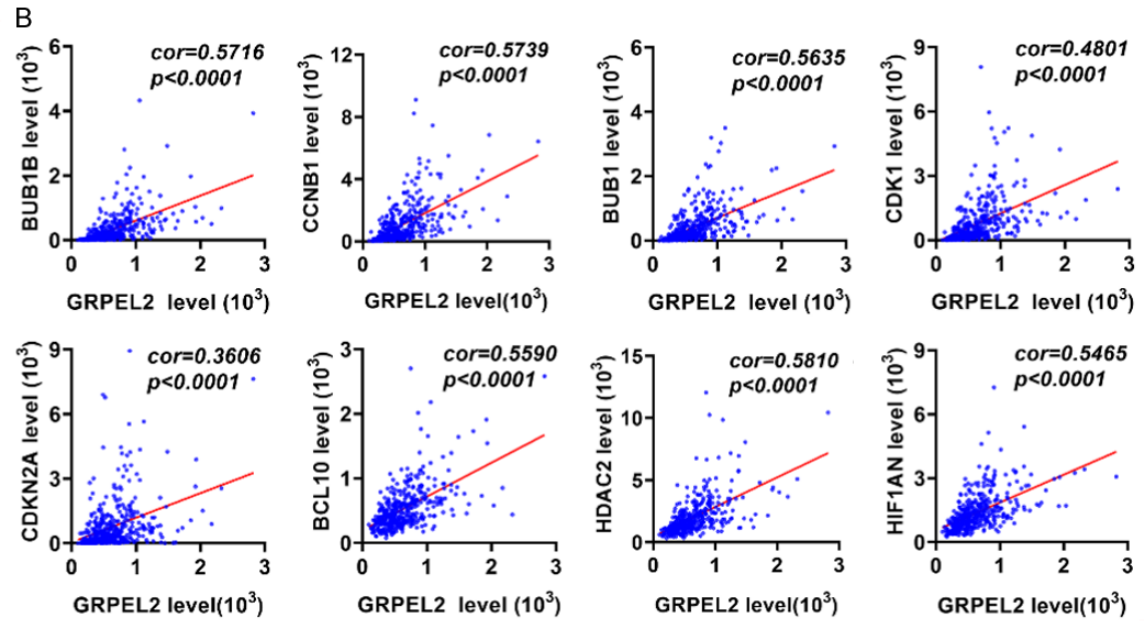 B
cor=0.5716
p<0.0001
BUB1B level (10³)
6
4
2
0
0 1 2 3
GRPEL2 level (10³)
cor=0.5739
p<0.0001
CCNB1 level (10³)
12
8
4
0
0 1 2 3
GRPEL2 level(10³)
cor=0.5635
p<0.0001
BUB1 level (10³)
6
4
2
0
0 1 2 3
GRPEL2 level (10³)
cor=0.4801
p<0.0001
CDK1 level (10³)
9
6
3
0
0 1 2 3
GRPEL2 level (10³)
cor=0.3606
p<0.0001
CDKN2A level (10³)
9
6
3
0
0 1 2 3
GRPEL2 level(10³)
cor=0.5590
p<0.0001
BCL10 level (10³)
3
2
1
0
0 1 2 3
GRPEL2 level (10³)
cor=0.5810
p<0.0001
HDAC2 level (10³)
15
10
5
0
0 1 2 3
GRPEL2 level(10³)
cor=0.5465
p<0.0001
HIF1AN level (10³)
9
6
3
0
0 1 2 3
GRPEL2 level(10³)